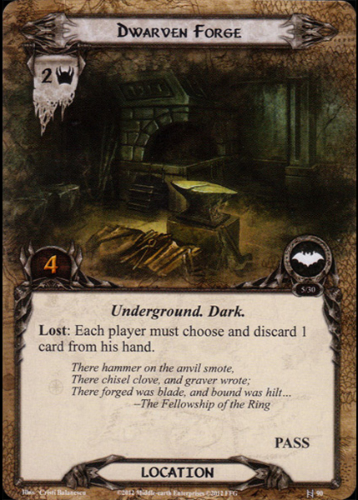 DWARVEN FORGE
2
4
5/30
Underground. Dark.
Lost: Each player must choose and discard 1
card from his hand.
There hammer on the anvil smote,
There chisel clove, and graver wrote;
There forged was blade, and bound was hilt...
–The Fellowship of the Ring
PASS
LOCATION